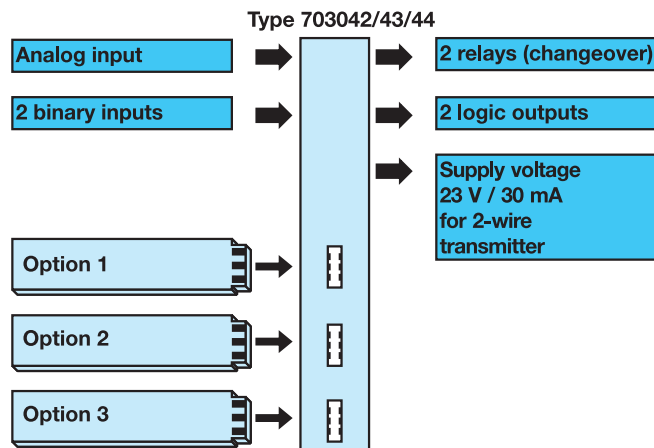 Type 703042/43/44
Analog input
2 relays (changeover)
2 binary inputs
2 logic outputs
Supply voltage
23 V / 30 mA
for 2-wire
transmitter
Option 1
Option 2
Option 3